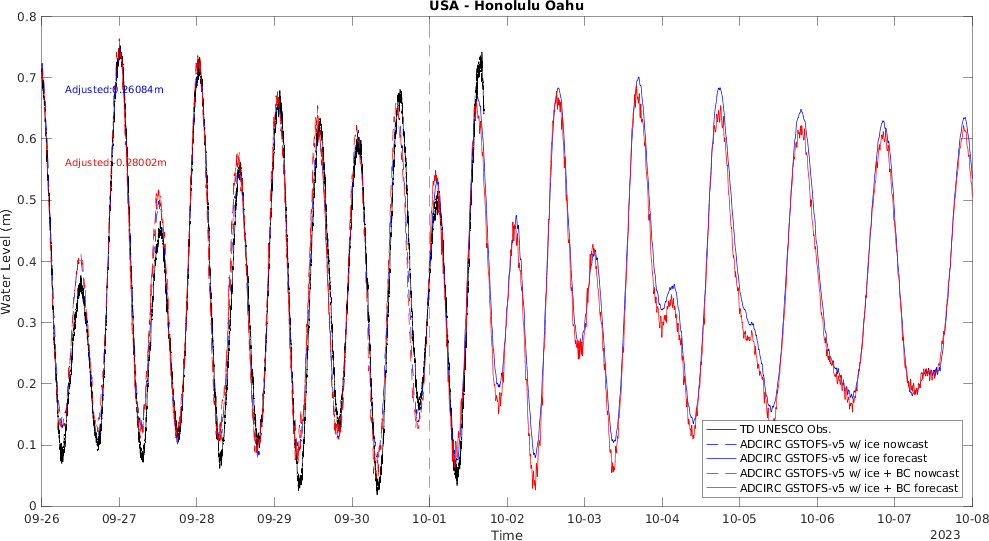 USA - Honolulu Oahu
0.8
0.7
0.6
0.5
0.4
0.3
0.2
0.1
0
Water Level (m)
Adjusted:0.26084m
Adjusted:-0.28002m
TD UNESCO Obs.
ADCIRC GSTOFS-v5 w/ ice nowcast
ADCIRC GSTOFS-v5 w/ ice forecast
ADCIRC GSTOFS-v5 w/ ice + BC nowcast
ADCIRC GSTOFS-v5 w/ ice + BC forecast
09-26 09-27 09-28 09-29 09-30 10-01 10-02 10-03 10-04 10-05 10-06 10-07 10-08
Time
2023